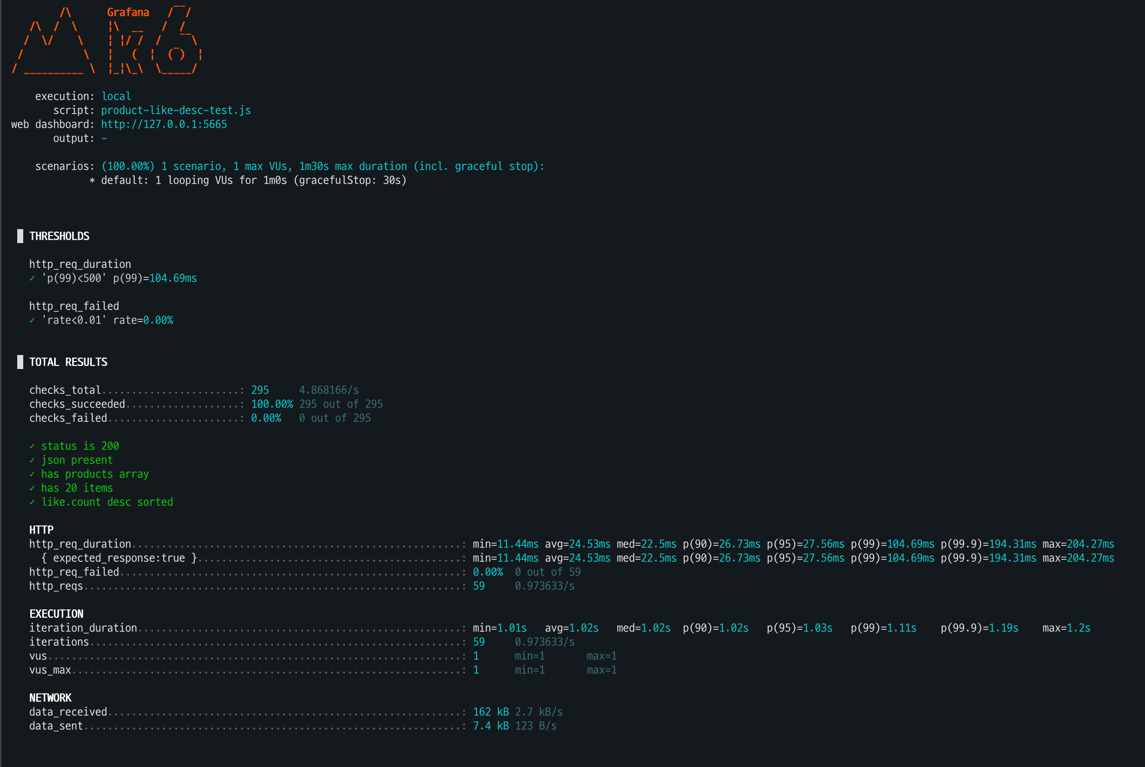 Grafana
execution: local
script: product-like-desc-test.js
web dashboard: http://127.0.0.1:5665
output: -
scenarios: (100.00%) 1 scenario, 1 max VUs, 1m30s max duration (incl. graceful stop):
* default: 1 looping VUs for 1m0s (gracefulStop: 30s)
THRESHOLDS
http_req_duration
✓ 'p(99)<500' p(99)=104.69ms
http_req_failed
✓ 'rate<0.01' rate=0.00%
TOTAL RESULTS
checks_total.......................: 295 4.868166/s
checks_succeeded...................: 100.00% 295 out of 295
checks_failed......................: 0.00% 0 out of 295
✓ status is 200
✓ json present
✓ has products array
✓ has 20 items
✓ like.count desc sorted
HTTP
http_req_duration.......................................................: min=11.44ms avg=24.53ms med=22.5ms p(90)=26.73ms p(95)=27.56ms p(99)=104.69ms p(99.9)=194.31ms max=204.27ms
{ expected_response:true }............................................: min=11.44ms avg=24.53ms med=22.5ms p(90)=26.73ms p(95)=27.56ms p(99)=104.69ms p(99.9)=194.31ms max=204.27ms
http_req_failed.........................................................: 0.00% 0 out of 59
http_reqs...............................................................: 59 0.973633/s
EXECUTION
iteration_duration......................................................: min=1.01s avg=1.02s med=1.02s p(90)=1.02s p(95)=1.03s p(99)=1.11s p(99.9)=1.19s max=1.2s
iterations..............................................................: 59 0.973633/s
vus.....................................................................: 1 min=1 max=1
vus_max.................................................................: 1 min=1 max=1
NETWORK
data_received...........................................................: 162 kB 2.7 kB/s
data_sent...............................................................: 7.4 kB 123 B/s